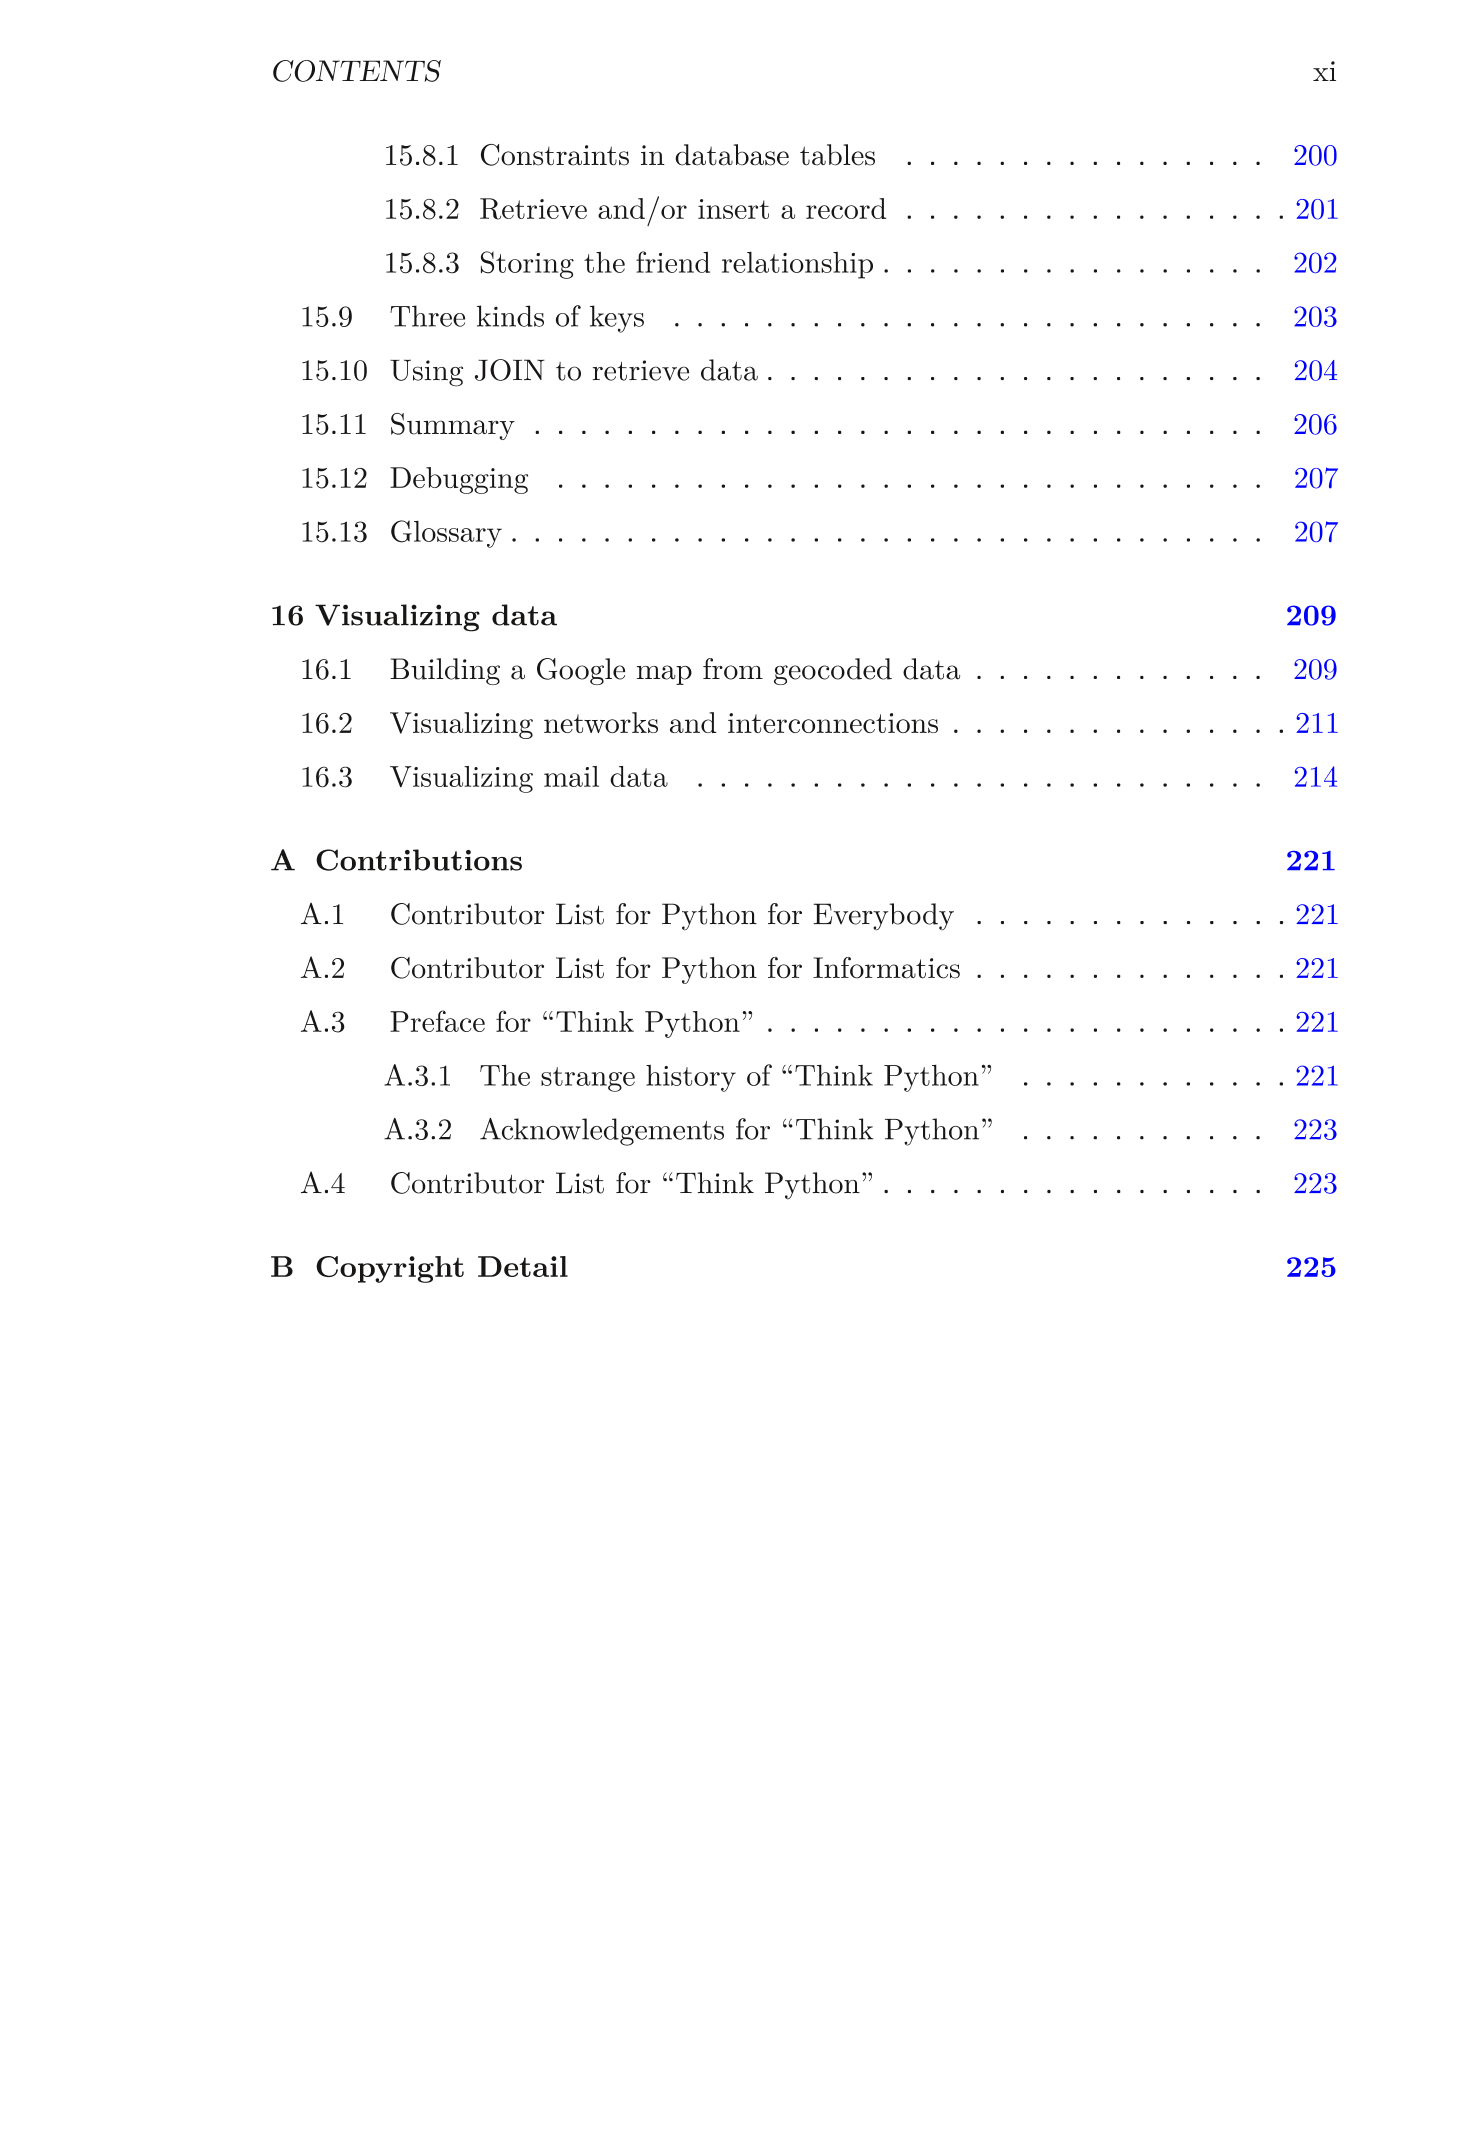 CONTENTS xi
15.8.1 Constraints in database tables . . . . . . . . . . . . . . . . 200
15.8.2 Retrieve and/or insert a record . . . . . . . . . . . . . . . . . 201
15.8.3 Storing the friend relationship . . . . . . . . . . . . . . . . . 202
15.9 Three kinds of keys . . . . . . . . . . . . . . . . . . . . . . . . . . 203
15.10 Using JOIN to retrieve data . . . . . . . . . . . . . . . . . . . . . . 204
15.11 Summary . . . . . . . . . . . . . . . . . . . . . . . . . . . . . . . . 206
15.12 Debugging . . . . . . . . . . . . . . . . . . . . . . . . . . . . . . . 207
15.13 Glossary . . . . . . . . . . . . . . . . . . . . . . . . . . . . . . . . . 207
16 Visualizing data 209
16.1 Building a Google map from geocoded data . . . . . . . . . . . . . 209
16.2 Visualizing networks and interconnections . . . . . . . . . . . . . . . 211
16.3 Visualizing mail data . . . . . . . . . . . . . . . . . . . . . . . . . 214
A Contributions 221
A.1 Contributor List for Python for Everybody . . . . . . . . . . . . . . 221
A.2 Contributor List for Python for Informatics . . . . . . . . . . . . . . 221
A.3 Preface for “Think Python” . . . . . . . . . . . . . . . . . . . . . . . 221
A.3.1 The strange history of “Think Python” . . . . . . . . . . . . 221
A.3.2 Acknowledgements for “Think Python” . . . . . . . . . . . 223
A.4 Contributor List for “Think Python” . . . . . . . . . . . . . . . . . 223
B Copyright Detail 225